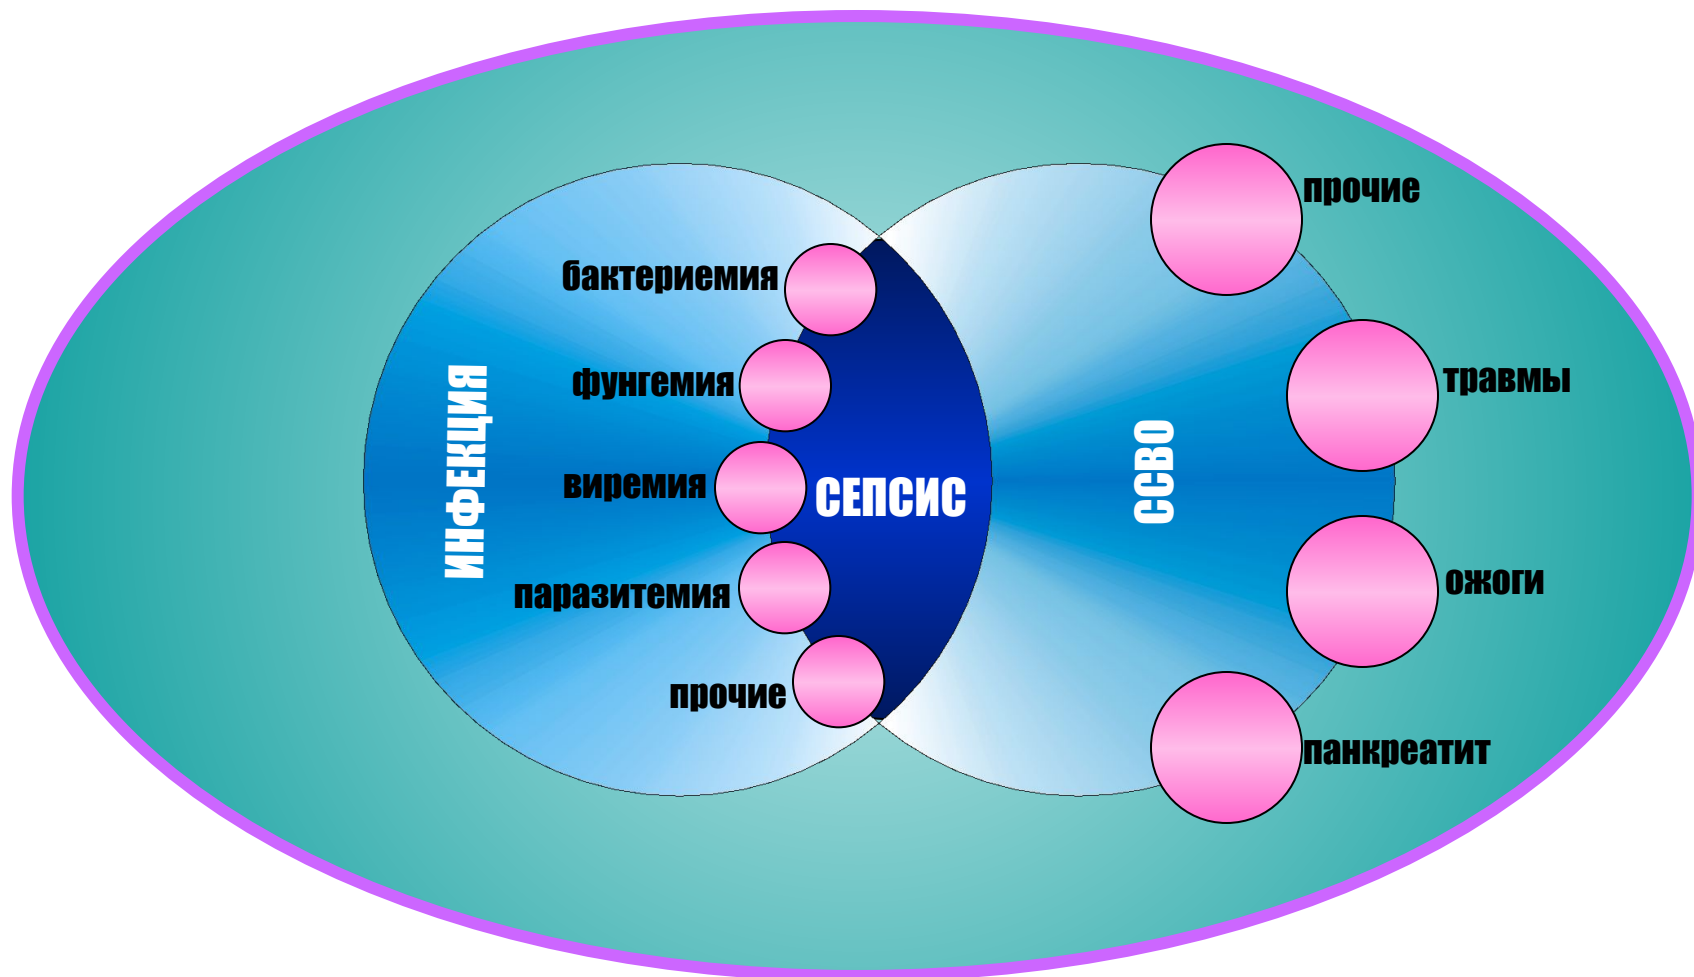 ИНФЕКЦИЯ
бактериемия
фунгемия
виремия
паразитемия
прочие
СЕПСИС
ССВО
прочие
травмы
ожоги
панкреатит